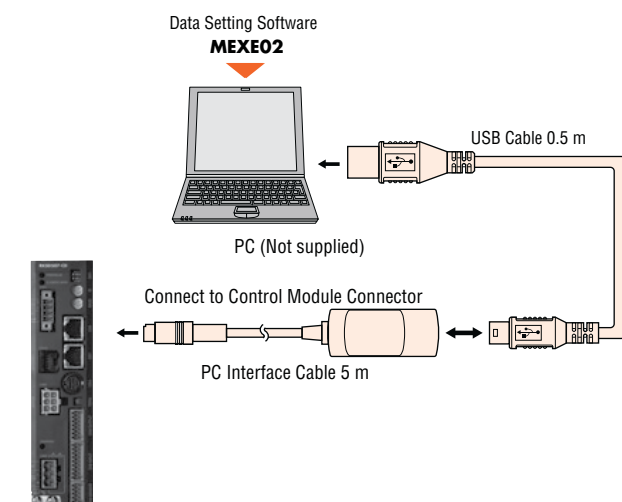 Data Setting Software
MEXE02
USB Cable 0.5 m
PC (Not supplied)
Connect to Control Module Connector
PC Interface Cable 5 m